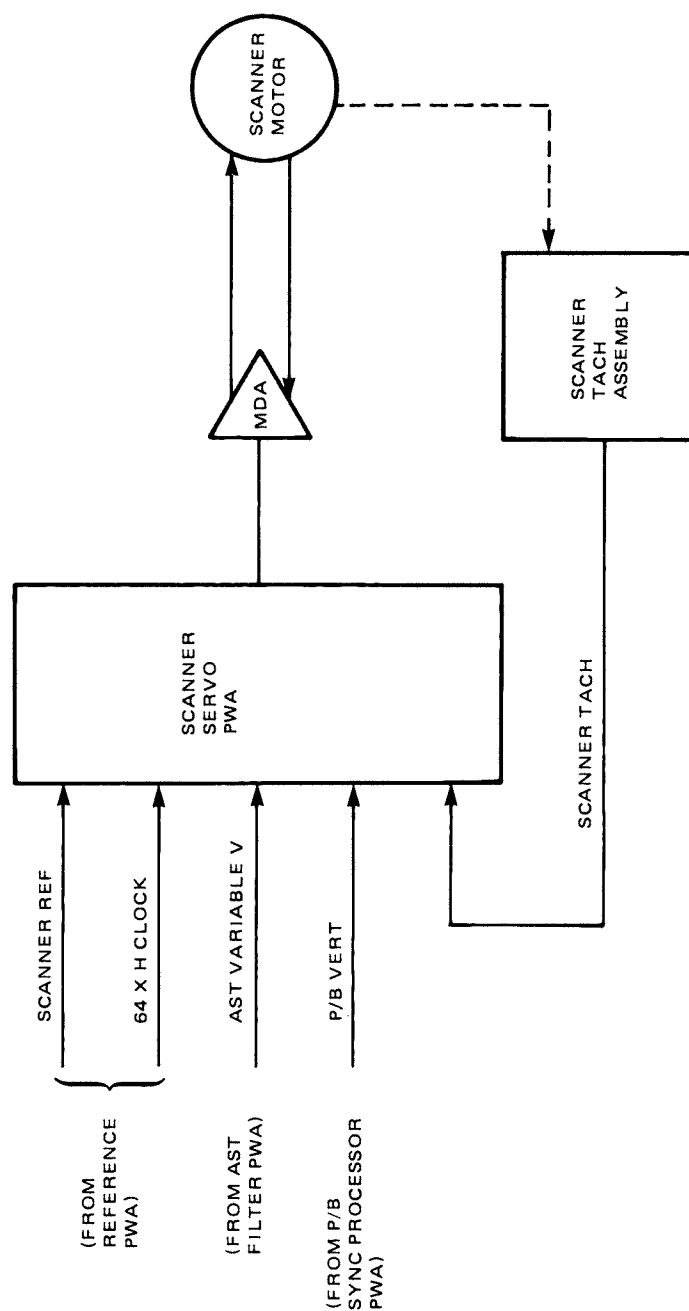 (FROM
REFERENCE
PWA)
SCANNER REF
64 X H CLOCK
(FROM AST
FILTER PWA)
AST VARIABLE V
(FROM P/B
SYNC PROCESSOR
PWA)
P/B VERT
SCANNER
SERVO
PWA
MDA
SCANNER
MOTOR
SCANNER TACH
SCANNER
TACH
ASSEMBLY